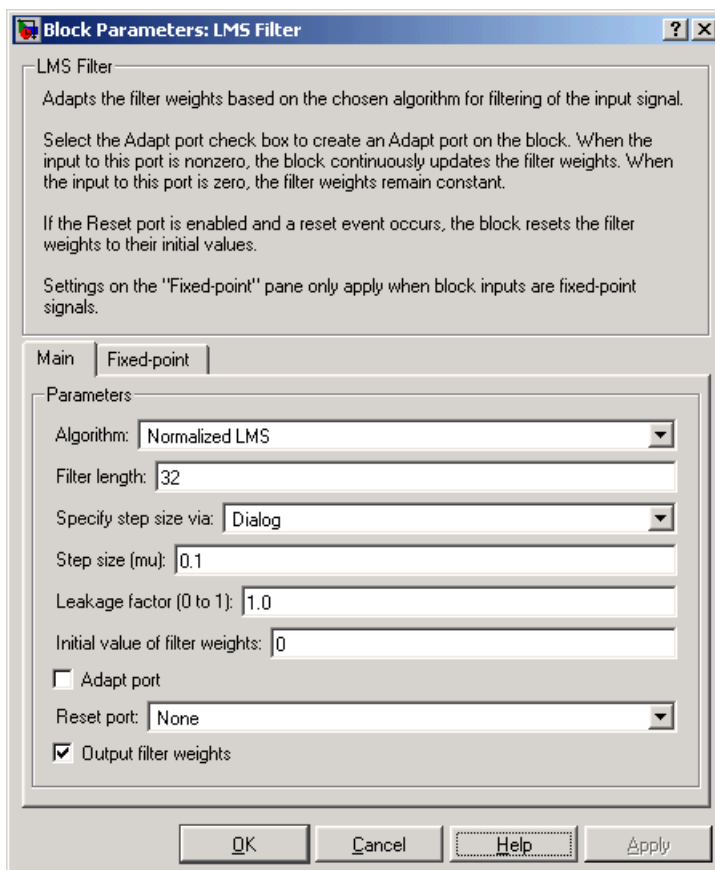 Block Parameters: LMS Filter
LMS Filter
Adapts the filter weights based on the chosen algorithm for filtering of the input signal.
Select the Adapt port check box to create an Adapt port on the block. When the
input to this port is nonzero, the block continuously updates the filter weights. When
the input to this port is zero, the filter weights remain constant.
If the Reset port is enabled and a reset event occurs, the block resets the filter
weights to their initial values.
Settings on the "Fixed-point" pane only apply when block inputs are fixed-point
signals.
Main Fixed-point
Parameters
Algorithm: Normalized LMS
Filter length: 32
Specify step size via: Dialog
Step size (mu): 0.1
Leakage factor (0 to 1): 1.0
Initial value of filter weights: 0
Adapt port
Reset port: None
Output filter weights
OK Cancel Help Apply